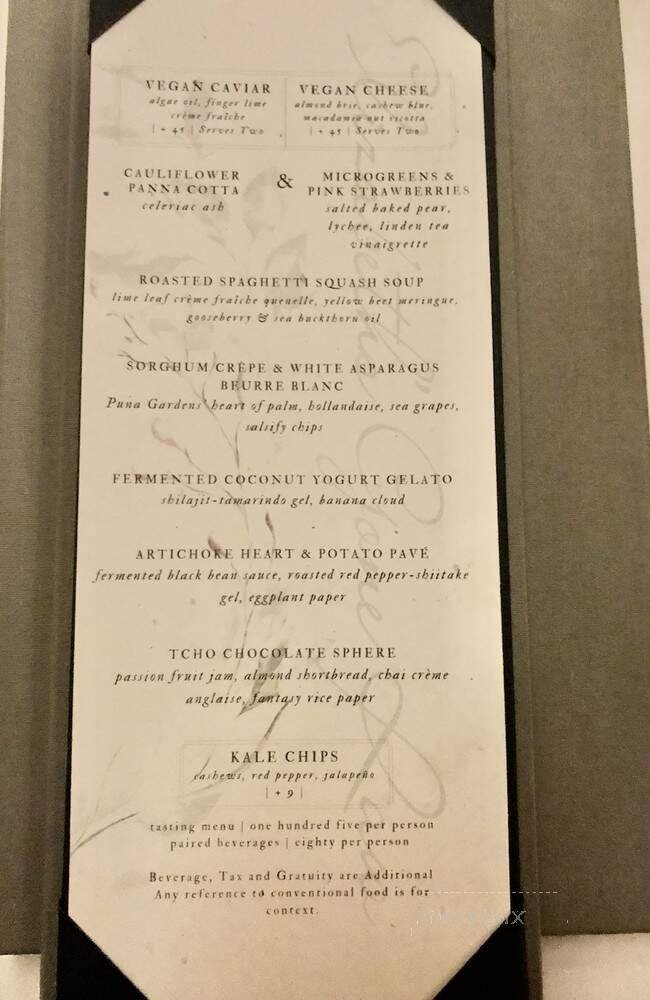 VEGAN CAVIAR
algae oil, finger lime
crème fraîche
| + 45 | Serves Two
VEGAN CHEESE
almond brie, cashew blue,
macadamia nut ricotta
| + 45 | Serves Two
CAULIFLOWER
PANNA COTTA
celeriac ash
&
MICROGREENS &
PINK STRAWBERRIES
salted baked pear,
lychee, linden tea
vinaigrette
ROASTED SPAGHETTI SQUASH SOUP
lime leaf crème fraîche quenelle, yellow beet meringue,
gooseberry & sea buckthorn oil
SORGHUM CRÊPE & WHITE ASPARAGUS
BEURRE BLANC
Puna Gardens' heart of palm, hollandaise, sea grapes,
salsify chips
FERMENTED COCONUT YOGURT GELATO
shilajit-tamarindo gel, banana cloud
ARTICHOKE HEART & POTATO PAVÉ
fermented black bean sauce, roasted red pepper-shiitake
gel, eggplant paper
TCHO CHOCOLATE SPHERE
passion fruit jam, almond shortbread, chai crème
anglaise, fantasy rice paper
KALE CHIPS
cashews, red pepper, jalapeño
| + 9 |
tasting menu | one hundred five per person
paired beverages | eighty per person
Beverage, Tax and Gratuity are Additional
Any reference to conventional food is for
context.